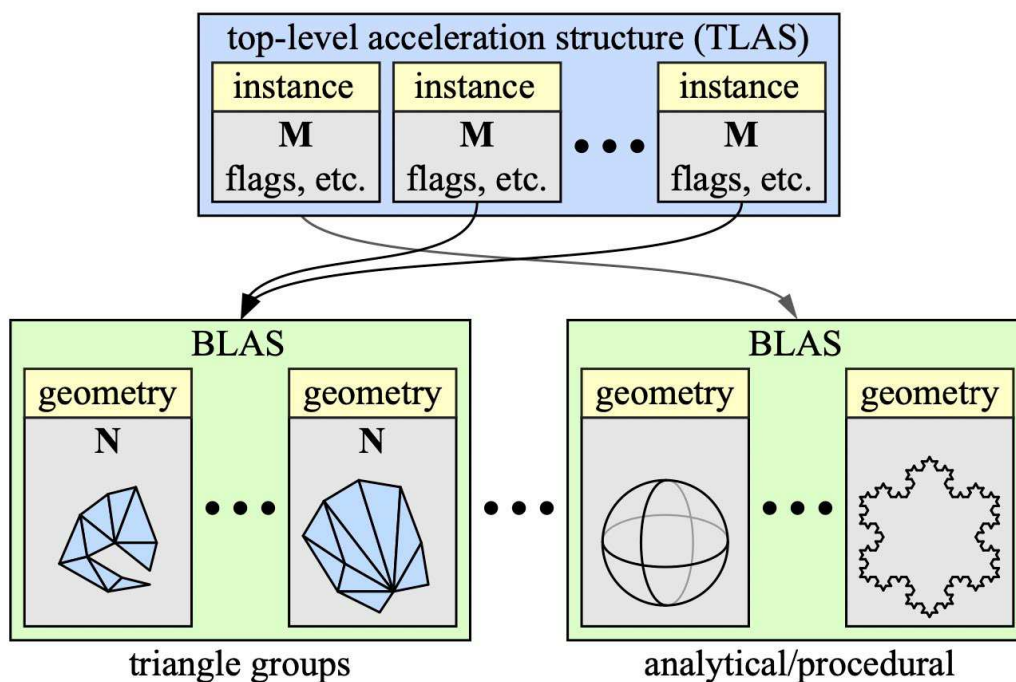 top-level acceleration structure (TLAS)
instance
M
flags, etc.
instance
M
flags, etc.
instance
M
flags, etc.
BLAS
geometry
N
geometry
N
triangle groups
BLAS
geometry
geometry
analytical/procedural